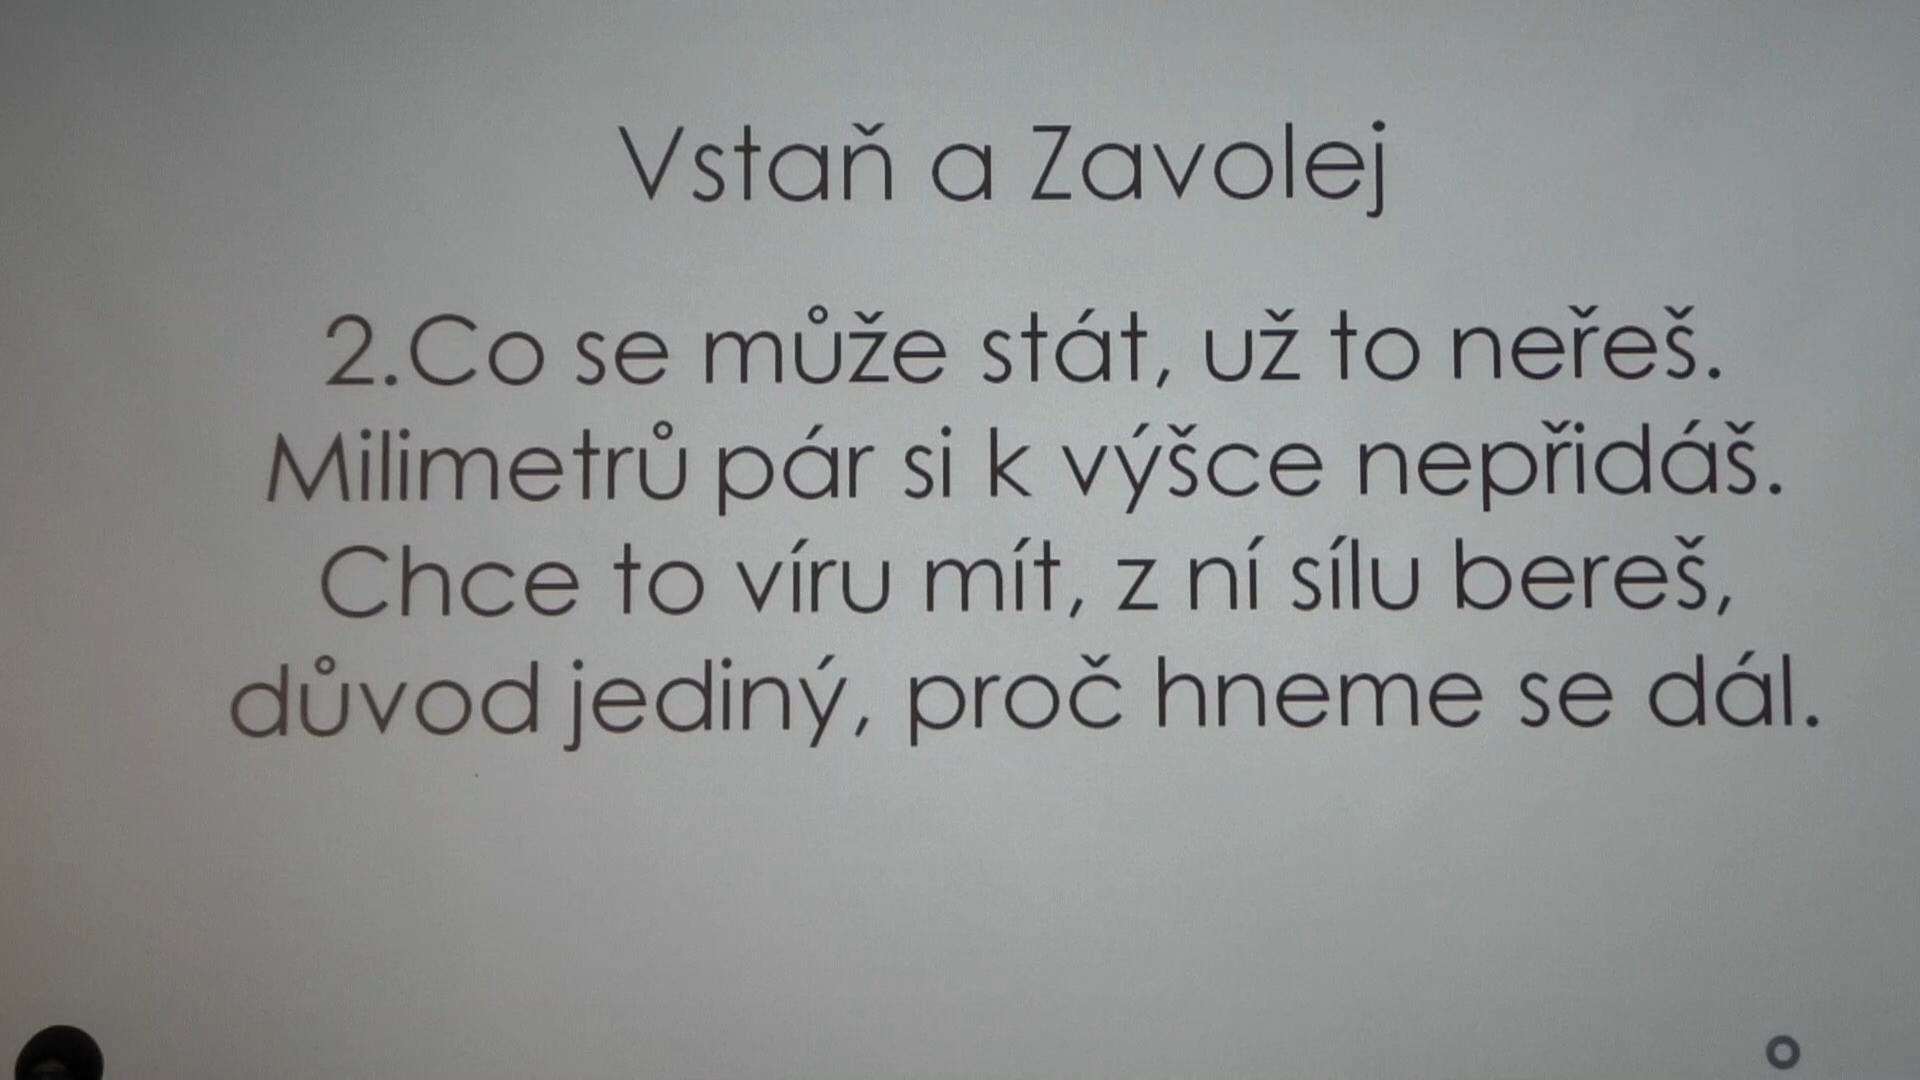 Vstaň a Zavolej
2.Co se může stát, už to neřeš.
Milimetrů pár si k výšce nepřidáš.
Chce to víru mít, z ní sílu bereš,
důvod jediný, proč hneme se dál.